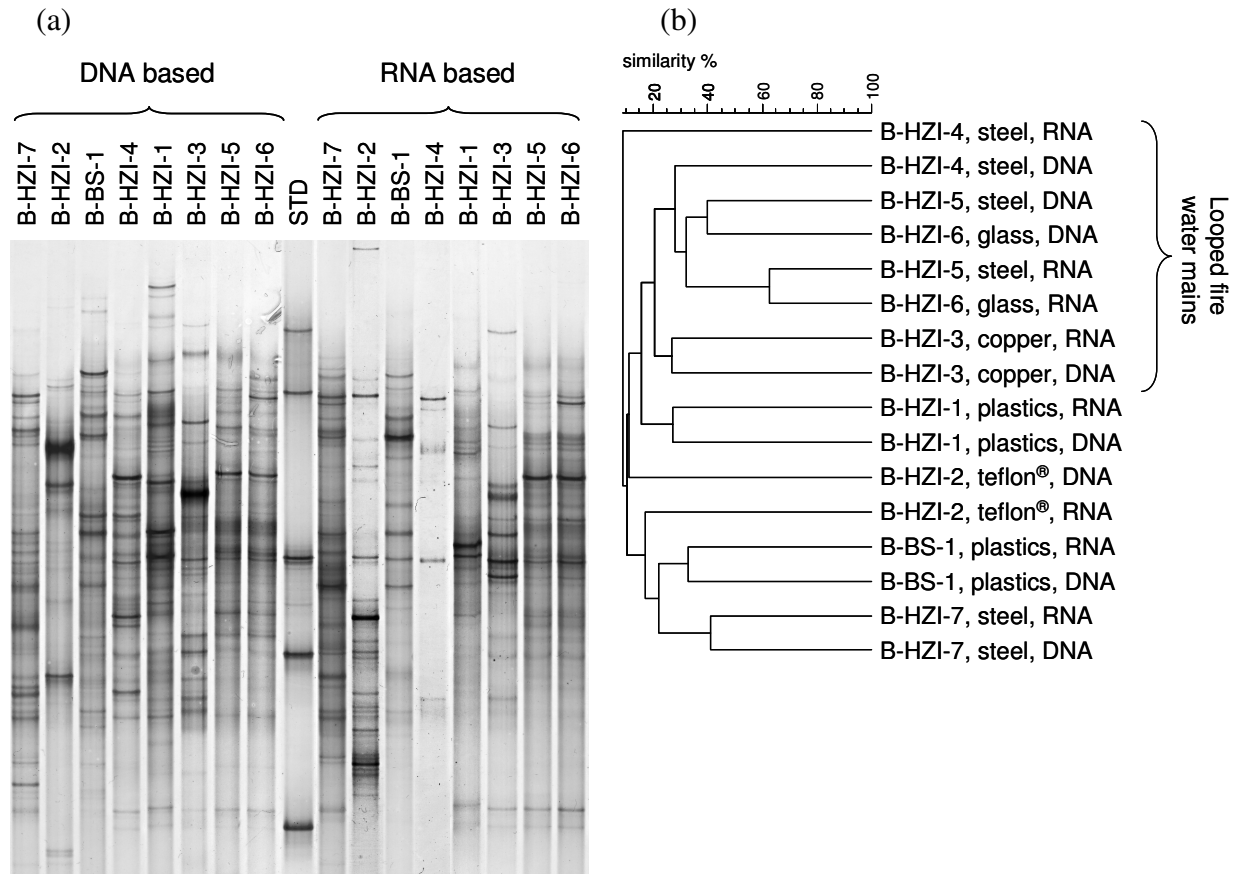 (a)
DNA based
RNA based
B-HZI-7
B-HZI-2
B-BS-1
B-HZI-4
B-HZI-1
B-HZI-3
B-HZI-5
B-HZI-6
STD
B-HZI-7
B-HZI-2
B-BS-1
B-HZI-4
B-HZI-1
B-HZI-3
B-HZI-5
B-HZI-6
(b)
similarity %
20
40
60
80
100
B-HZI-4, steel, RNA
B-HZI-4, steel, DNA
B-HZI-5, steel, DNA
B-HZI-6, glass, DNA
B-HZI-5, steel, RNA
B-HZI-6, glass, RNA
B-HZI-3, copper, RNA
B-HZI-3, copper, DNA
B-HZI-1, plastics, RNA
B-HZI-1, plastics, DNA
B-HZI-2, teflon®, DNA
B-HZI-2, teflon®, RNA
B-BS-1, plastics, RNA
B-BS-1, plastics, DNA
B-HZI-7, steel, RNA
B-HZI-7, steel, DNA
Looped fire
water mains